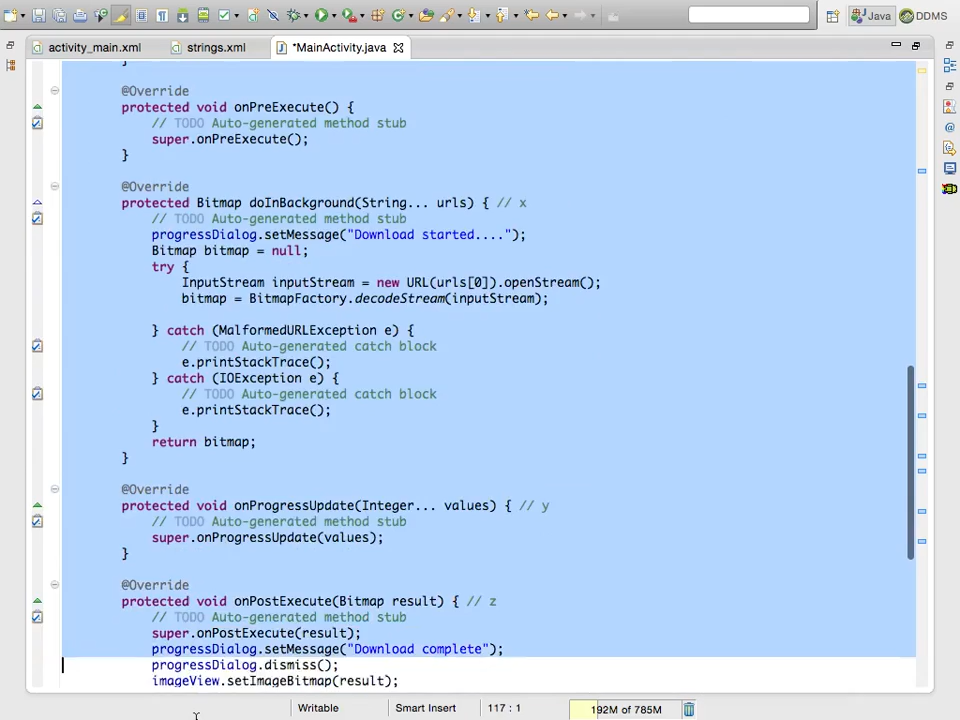 Java
DDMS
activity_main.xml
strings.xml
*MainActivity.java
}
@Override
protected void onPreExecute() {
// TODO Auto-generated method stub
super.onPreExecute();
}
@Override
protected Bitmap doInBackground(String... urls) { // x
// TODO Auto-generated method stub
progressDialog.setMessage("Download started....");
Bitmap bitmap = null;
try {
InputStream inputStream = new URL(urls[0]).openStream();
bitmap = BitmapFactory.decodeStream(inputStream);
} catch (MalformedURLException e) {
// TODO Auto-generated catch block
e.printStackTrace();
} catch (IOException e) {
// TODO Auto-generated catch block
e.printStackTrace();
}
return bitmap;
}
@Override
protected void onProgressUpdate(Integer... values) { // y
// TODO Auto-generated method stub
super.onProgressUpdate(values);
}
@Override
protected void onPostExecute(Bitmap result) { // z
// TODO Auto-generated method stub
super.onPostExecute(result);
progressDialog.setMessage("Download complete");
progressDialog.dismiss();
imageView.setImageBitmap(result);
Writable
Smart Insert
117 : 1
192M of 785M